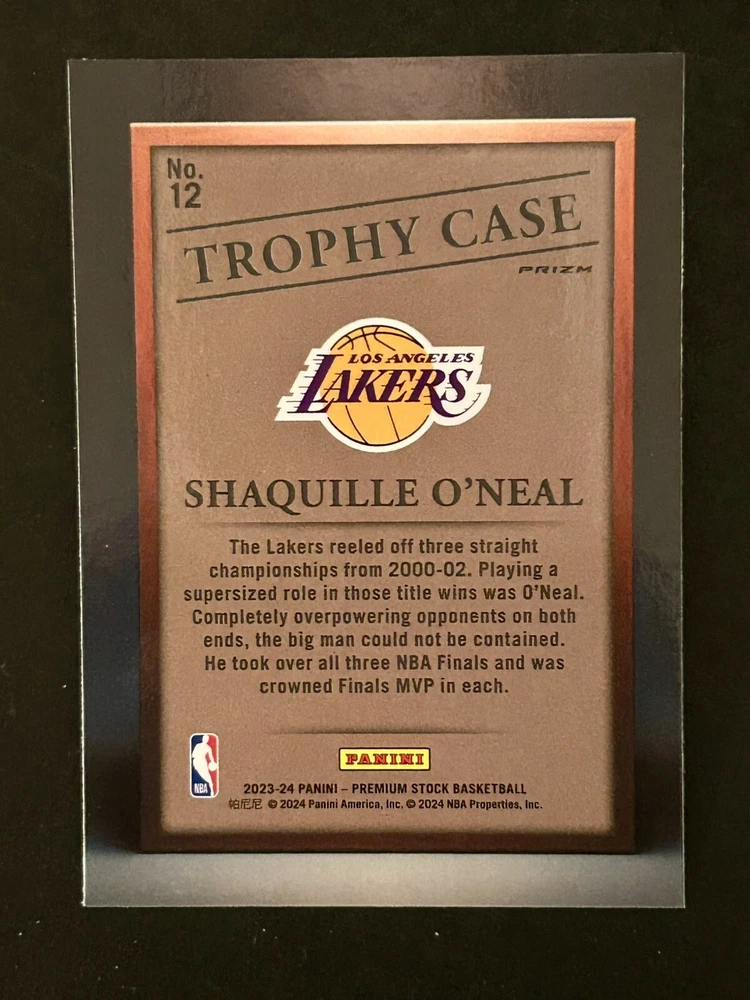 No.
12
TROPHY CASE
PRIZM
LOS ANGELES
LAKERS
SHAQUILLE O'NEAL
The Lakers reeled off three straight
championships from 2000-02. Playing a
supersized role in those title wins was O'Neal.
Completely overpowering opponents on both
ends, the big man could not be contained.
He took over all three NBA Finals and was
crowned Finals MVP in each.
NBA
PANINI
2023-24 PANINI – PREMIUM STOCK BASKETBALL
帕尼尼 © 2024 Panini America, Inc. © 2024 NBA Properties, Inc.